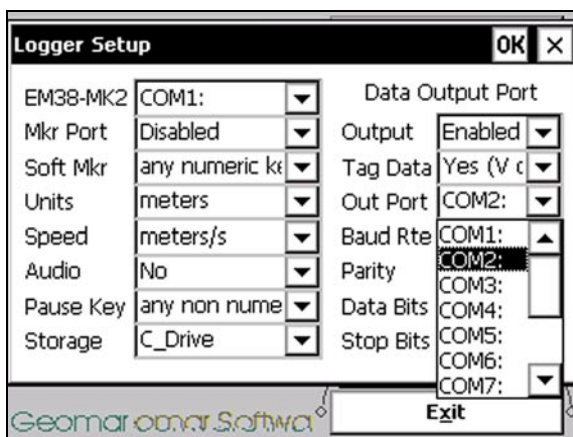 Logger Setup OK ×
EM38-MK2 COM1:
Mkr Port Disabled
Soft Mkr any numeric ke
Units meters
Speed meters/s
Audio No
Pause Key any non nume
Storage C_Drive
Data Output Port
Output Enabled
Tag Data Yes (V
Out Port COM2:
Baud Rte
Parity
Data Bits
Stop Bits
COM1:
COM2:
COM3:
COM4:
COM5:
COM6:
COM7:
Geomar Softwa
Exit